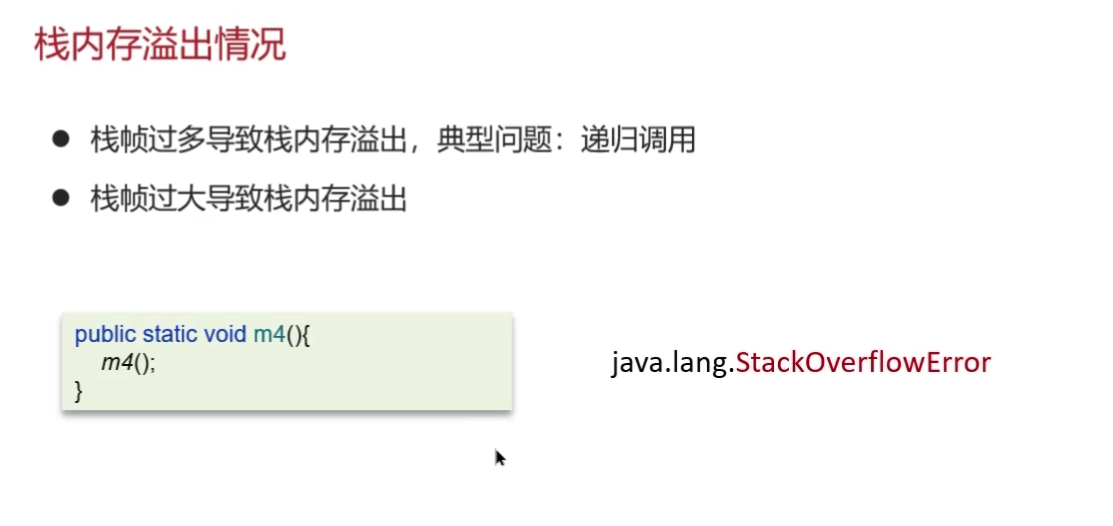 栈内存溢出情况
● 栈帧过多导致栈内存溢出，典型问题：递归调用
● 栈帧过大导致栈内存溢出
public static void m4(){
m4();
}
java.lang.StackOverflowError